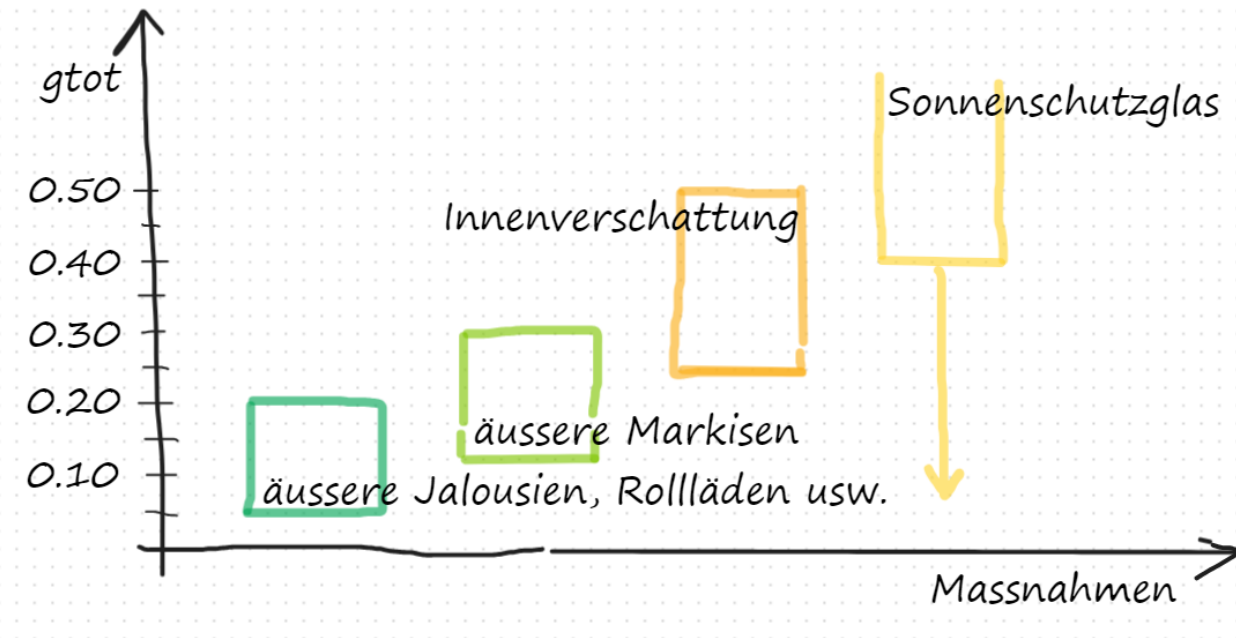 gtot
Sonnenschutzglas
0.50
Innenverschattung
0.40
0.30
0.20
äussere Markisen
0.10
äussere Jalousien, Rollläden usw.
Massnahmen